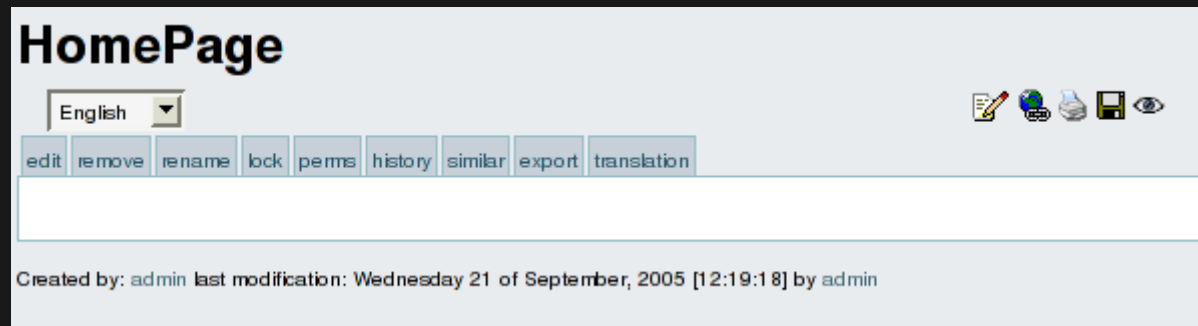 HomePage
English
edit remove rename lock perms history similar export translation
Created by: admin last modification: Wednesday 21 of September, 2005 [12:19:18] by admin